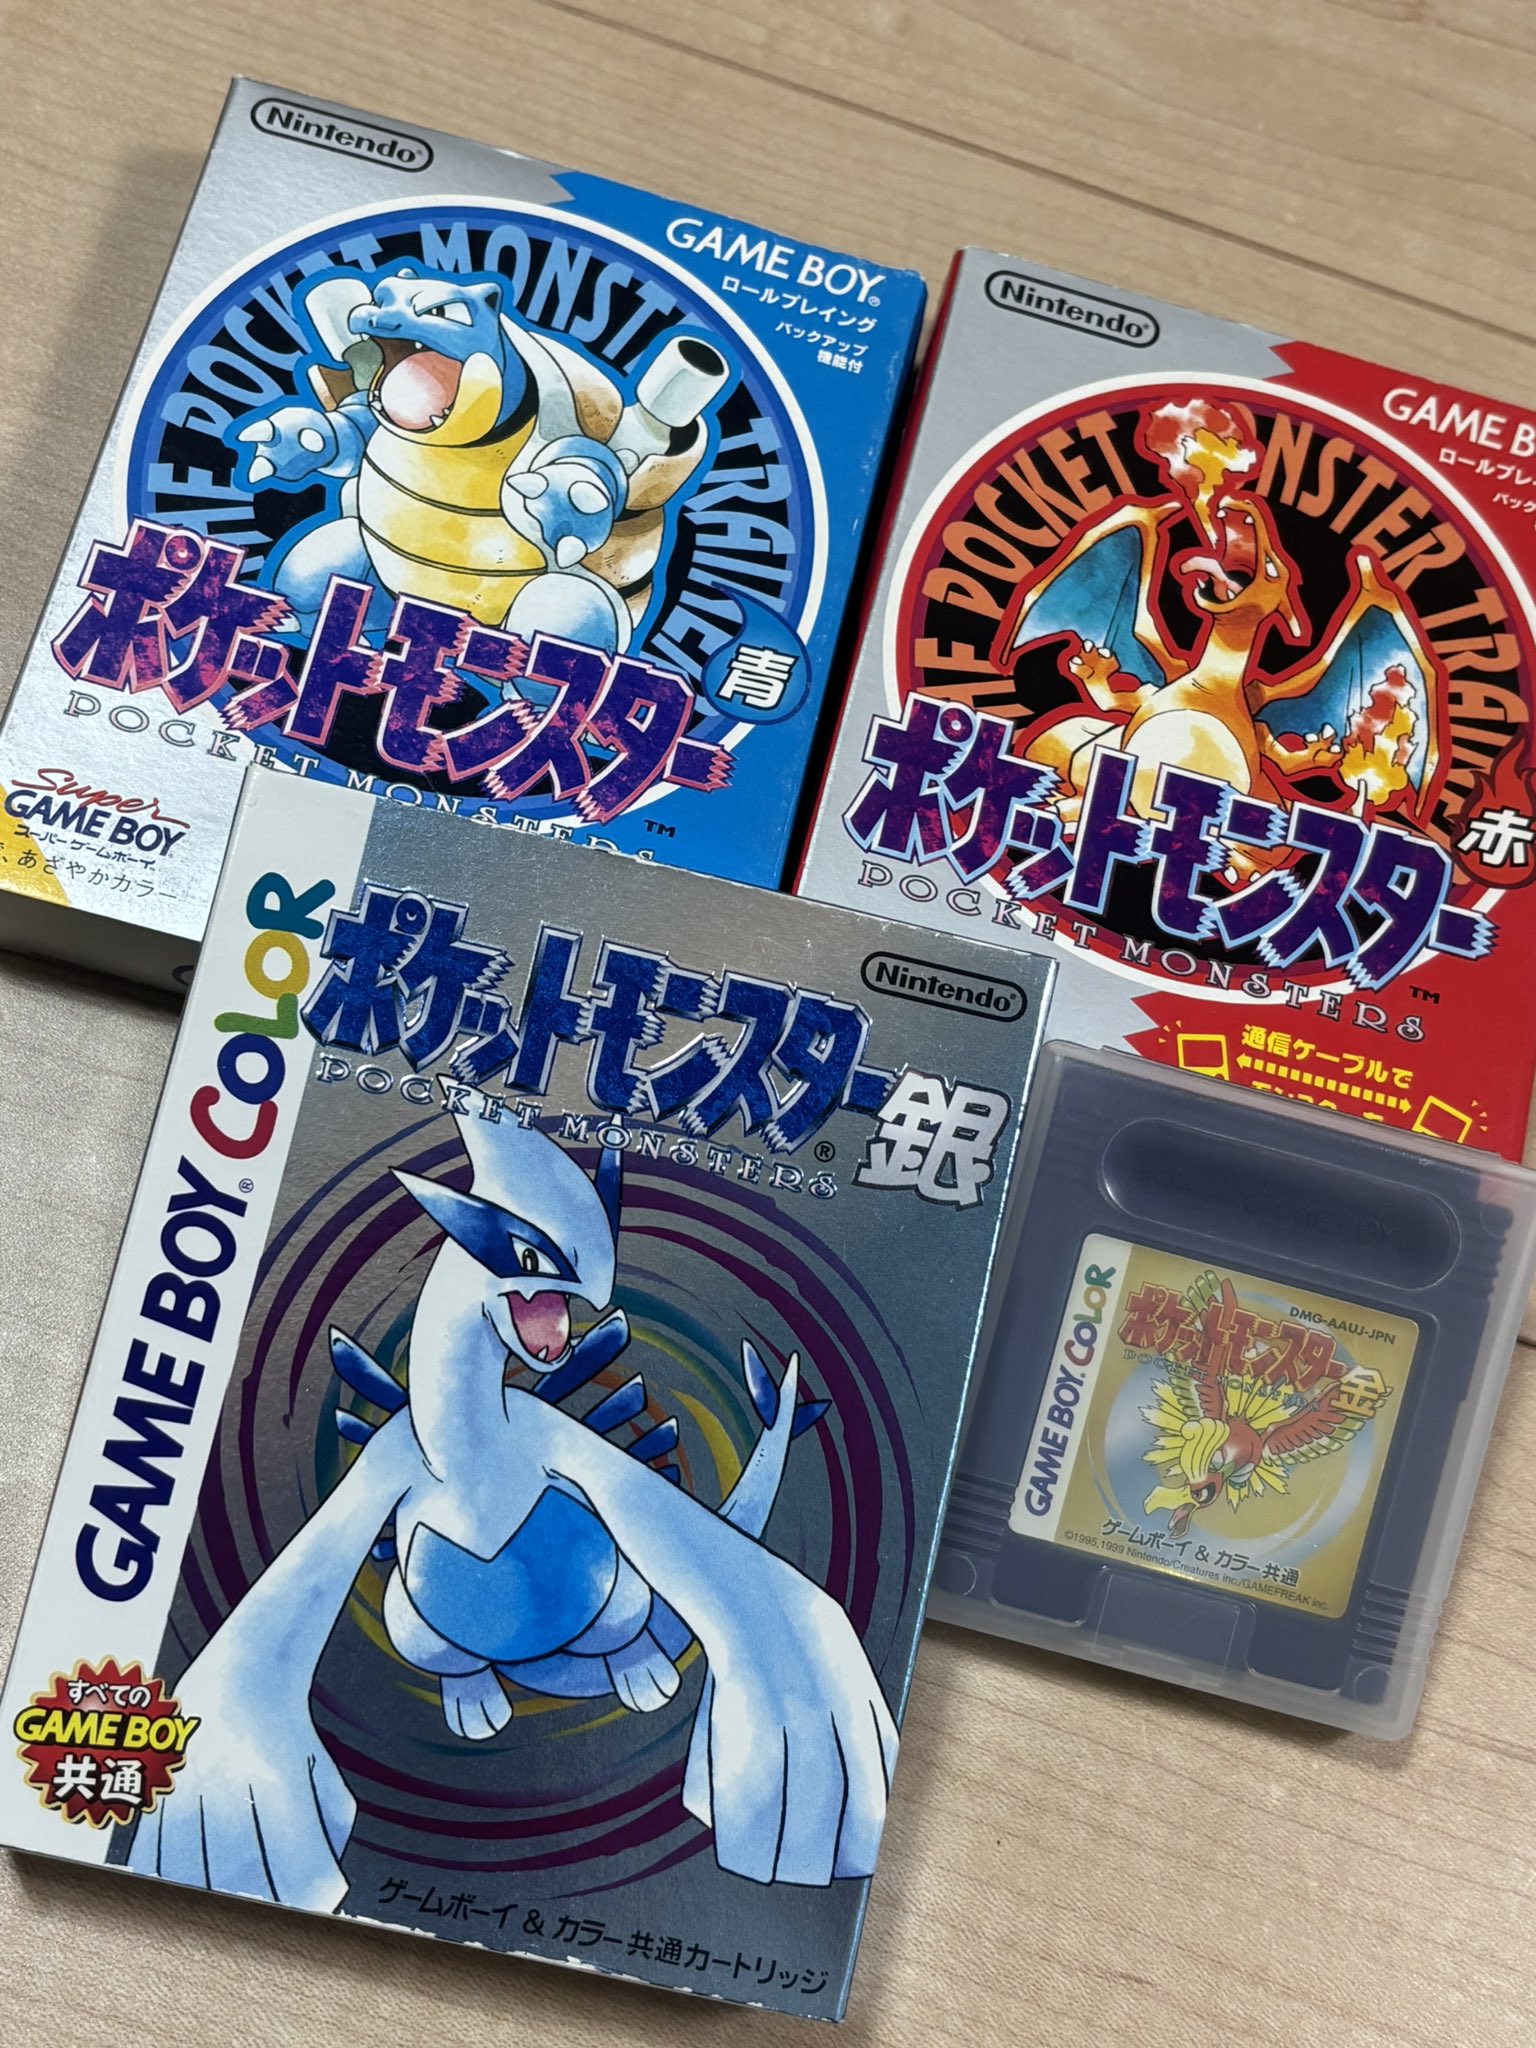 Nintendo®
GAME BOY®
ロールプレイング
バックアップ
機能付
THE POCKET MONSTER TRAINER
ポケットモンスター
青
POCKET MONSTERS
™
Super
GAME BOY
スーパーゲームボーイ
で、あざやかカラー
Nintendo®
GAME B
ロールプレイ
バック
THE POCKET MONSTER TRAINE
ポケットモンスター
赤
POCKET MONSTERS
™
通信ケーブルで
GAME BOY® COLOR
ポケットモンスター
銀
POCKET MONSTERS®
Nintendo®
すべての
GAME BOY
共通
ゲームボーイ & カラー共通カートリッジ
GAME BOY COLOR
DMG-AAUJ-JPN
ポケットモンスター
金
POCKET MONSTERS
ゲームボーイ & カラー共通
©1995,1999 Nintendo/Creatures inc./GAMEFREAK inc.